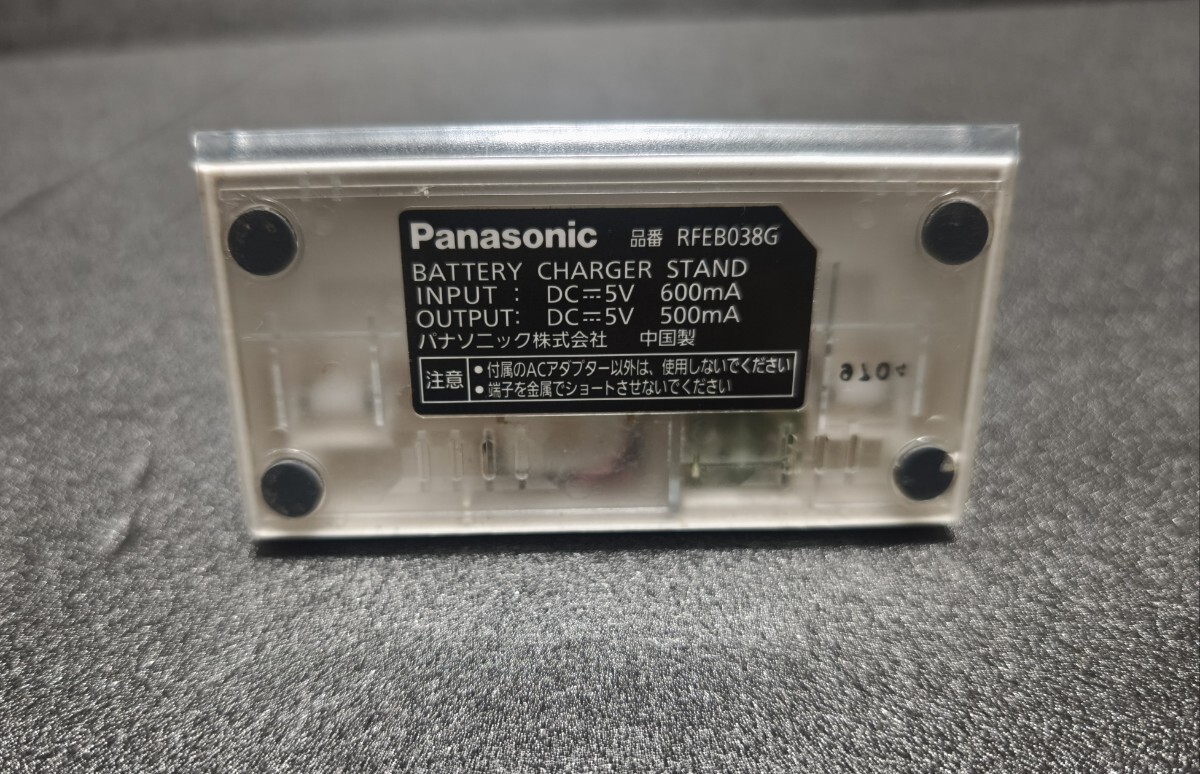 Panasonic 品番 RFEB038G
BATTERY CHARGER STAND
INPUT : DC⎓5V 600mA
OUTPUT: DC⎓5V 500mA
パナソニック株式会社 中国製
注意
• 付属のACアダプター以外は、使用しないでください
• 端子を金属でショートさせないでください